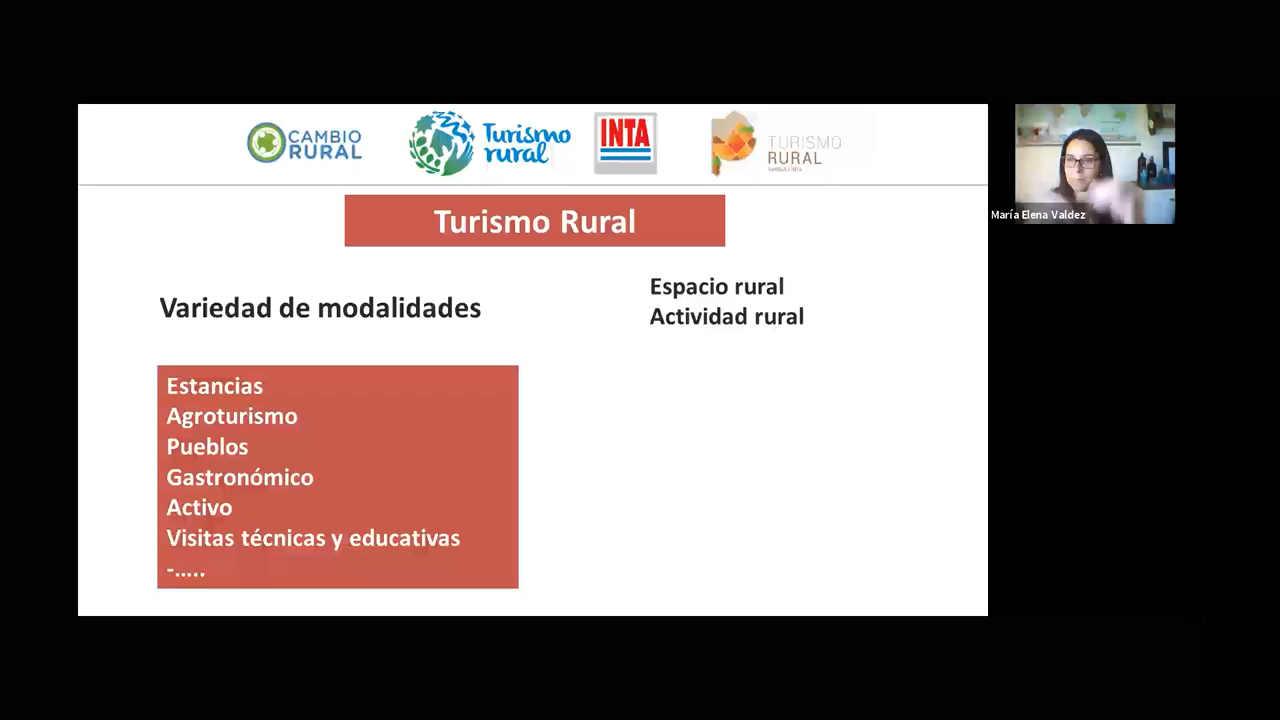 CAMBIO
RURAL
Turismo
rural
INTA
TURISMO
RURAL
Turismo Rural
María Elena Valdez
Variedad de modalidades
Espacio rural
Actividad rural
Estancias
Agroturismo
Pueblos
Gastronómico
Activo
Visitas técnicas y educativas
-.....